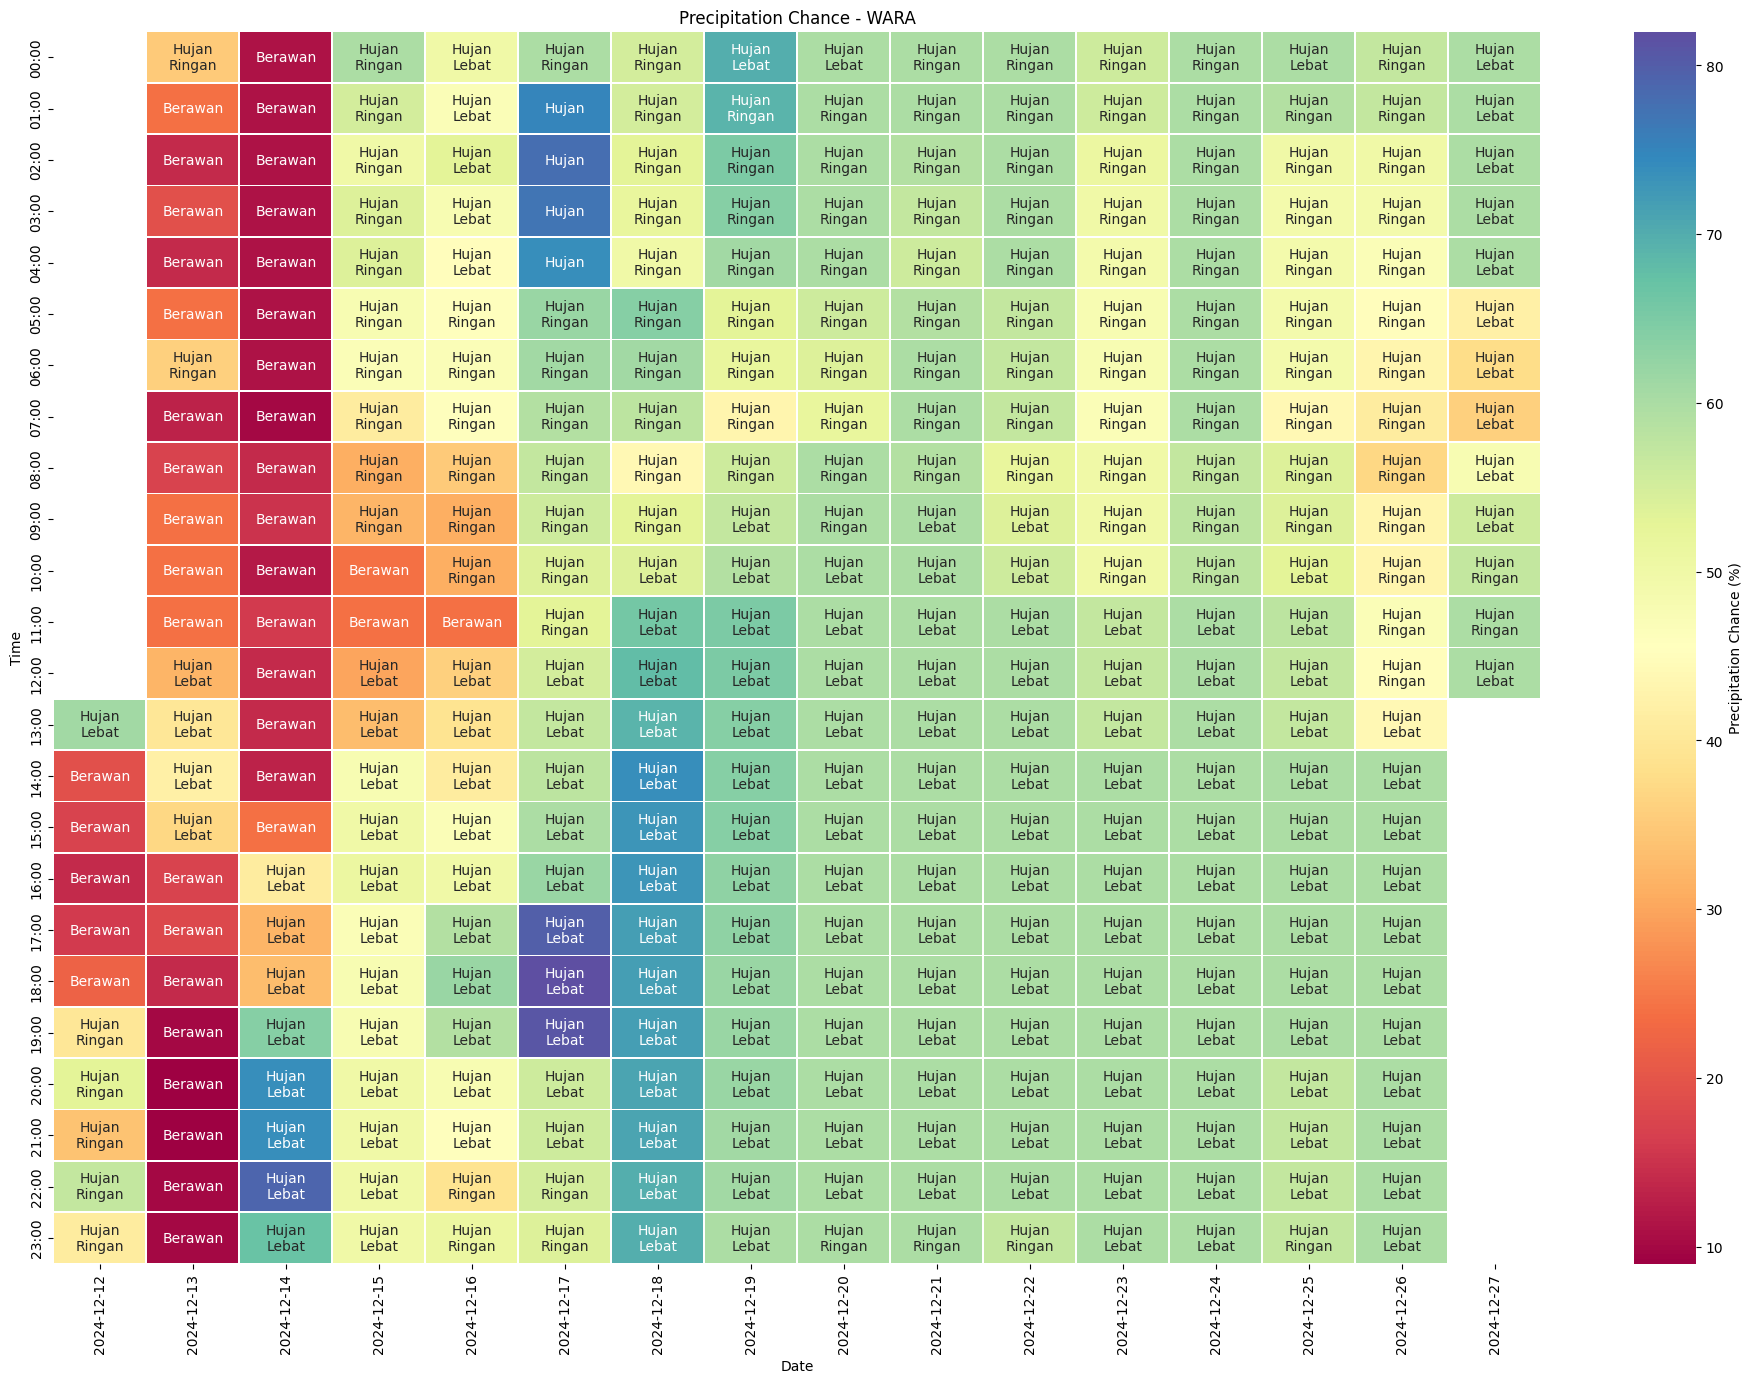 Precipitation Chance - WARA
00:00 Hujan Ringan Berawan Hujan Ringan Hujan Lebat Hujan Ringan Hujan Ringan Hujan Lebat Hujan Lebat Hujan Ringan Hujan Ringan Hujan Ringan Hujan Ringan Hujan Lebat Hujan Ringan Hujan Lebat
01:00 Berawan Berawan Hujan Ringan Hujan Lebat Hujan Hujan Ringan Hujan Ringan Hujan Ringan Hujan Ringan Hujan Ringan Hujan Ringan Hujan Ringan Hujan Ringan Hujan Ringan Hujan Lebat
02:00 Berawan Berawan Hujan Ringan Hujan Lebat Hujan Hujan Ringan Hujan Ringan Hujan Ringan Hujan Ringan Hujan Ringan Hujan Ringan Hujan Ringan Hujan Ringan Hujan Ringan Hujan Lebat
03:00 Berawan Berawan Hujan Ringan Hujan Lebat Hujan Hujan Ringan Hujan Ringan Hujan Ringan Hujan Ringan Hujan Ringan Hujan Ringan Hujan Ringan Hujan Ringan Hujan Ringan Hujan Lebat
04:00 Berawan Berawan Hujan Ringan Hujan Lebat Hujan Hujan Ringan Hujan Ringan Hujan Ringan Hujan Ringan Hujan Ringan Hujan Ringan Hujan Ringan Hujan Ringan Hujan Ringan Hujan Lebat
05:00 Berawan Berawan Hujan Ringan Hujan Ringan Hujan Ringan Hujan Ringan Hujan Ringan Hujan Ringan Hujan Ringan Hujan Ringan Hujan Ringan Hujan Ringan Hujan Ringan Hujan Ringan Hujan Lebat
06:00 Hujan Ringan Berawan Hujan Ringan Hujan Ringan Hujan Ringan Hujan Ringan Hujan Ringan Hujan Ringan Hujan Ringan Hujan Ringan Hujan Ringan Hujan Ringan Hujan Ringan Hujan Ringan Hujan Lebat
07:00 Berawan Berawan Hujan Ringan Hujan Ringan Hujan Ringan Hujan Ringan Hujan Ringan Hujan Ringan Hujan Ringan Hujan Ringan Hujan Ringan Hujan Ringan Hujan Ringan Hujan Ringan Hujan Lebat
08:00 Berawan Berawan Hujan Ringan Hujan Ringan Hujan Ringan Hujan Ringan Hujan Ringan Hujan Ringan Hujan Ringan Hujan Ringan Hujan Ringan Hujan Ringan Hujan Ringan Hujan Ringan Hujan Lebat
09:00 Berawan Berawan Hujan Ringan Hujan Ringan Hujan Ringan Hujan Ringan Hujan Lebat Hujan Ringan Hujan Lebat Hujan Lebat Hujan Ringan Hujan Ringan Hujan Ringan Hujan Ringan Hujan Lebat
10:00 Berawan Berawan Berawan Hujan Ringan Hujan Ringan Hujan Lebat Hujan Lebat Hujan Lebat Hujan Lebat Hujan Lebat Hujan Ringan Hujan Ringan Hujan Lebat Hujan Ringan Hujan Ringan
11:00 Berawan Berawan Berawan Berawan Hujan Ringan Hujan Lebat Hujan Lebat Hujan Lebat Hujan Lebat Hujan Lebat Hujan Lebat Hujan Lebat Hujan Lebat Hujan Ringan Hujan Ringan
12:00 Hujan Lebat Berawan Hujan Lebat Hujan Lebat Hujan Lebat Hujan Lebat Hujan Lebat Hujan Lebat Hujan Lebat Hujan Lebat Hujan Lebat Hujan Lebat Hujan Lebat Hujan Ringan Hujan Lebat
13:00 Hujan Lebat Hujan Lebat Berawan Hujan Lebat Hujan Lebat Hujan Lebat Hujan Lebat Hujan Lebat Hujan Lebat Hujan Lebat Hujan Lebat Hujan Lebat Hujan Lebat Hujan Lebat Hujan Lebat
14:00 Berawan Hujan Lebat Berawan Hujan Lebat Hujan Lebat Hujan Lebat Hujan Lebat Hujan Lebat Hujan Lebat Hujan Lebat Hujan Lebat Hujan Lebat Hujan Lebat Hujan Lebat Hujan Lebat
15:00 Berawan Hujan Lebat Berawan Hujan Lebat Hujan Lebat Hujan Lebat Hujan Lebat Hujan Lebat Hujan Lebat Hujan Lebat Hujan Lebat Hujan Lebat Hujan Lebat Hujan Lebat Hujan Lebat
16:00 Berawan Berawan Hujan Lebat Hujan Lebat Hujan Lebat Hujan Lebat Hujan Lebat Hujan Lebat Hujan Lebat Hujan Lebat Hujan Lebat Hujan Lebat Hujan Lebat Hujan Lebat Hujan Lebat
17:00 Berawan Berawan Hujan Lebat Hujan Lebat Hujan Lebat Hujan Lebat Hujan Lebat Hujan Lebat Hujan Lebat Hujan Lebat Hujan Lebat Hujan Lebat Hujan Lebat Hujan Lebat Hujan Lebat
18:00 Berawan Berawan Hujan Lebat Hujan Lebat Hujan Lebat Hujan Lebat Hujan Lebat Hujan Lebat Hujan Lebat Hujan Lebat Hujan Lebat Hujan Lebat Hujan Lebat Hujan Lebat Hujan Lebat
19:00 Hujan Ringan Berawan Hujan Lebat Hujan Lebat Hujan Lebat Hujan Lebat Hujan Lebat Hujan Lebat Hujan Lebat Hujan Lebat Hujan Lebat Hujan Lebat Hujan Lebat Hujan Lebat Hujan Lebat
20:00 Hujan Ringan Berawan Hujan Lebat Hujan Lebat Hujan Lebat Hujan Lebat Hujan Lebat Hujan Lebat Hujan Lebat Hujan Lebat Hujan Lebat Hujan Lebat Hujan Lebat Hujan Lebat Hujan Lebat
21:00 Hujan Ringan Berawan Hujan Lebat Hujan Lebat Hujan Lebat Hujan Lebat Hujan Lebat Hujan Lebat Hujan Lebat Hujan Lebat Hujan Lebat Hujan Lebat Hujan Lebat Hujan Lebat Hujan Lebat
22:00 Hujan Ringan Berawan Hujan Lebat Hujan Lebat Hujan Ringan Hujan Ringan Hujan Lebat Hujan Lebat Hujan Lebat Hujan Lebat Hujan Lebat Hujan Lebat Hujan Lebat Hujan Lebat Hujan Lebat
23:00 Hujan Ringan Berawan Hujan Lebat Hujan Lebat Hujan Ringan Hujan Ringan Hujan Lebat Hujan Lebat Hujan Ringan Hujan Ringan Hujan Ringan Hujan Lebat Hujan Lebat Hujan Ringan Hujan Lebat
Time
2024-12-12 2024-12-13 2024-12-14 2024-12-15 2024-12-16 2024-12-17 2024-12-18 2024-12-19 2024-12-20 2024-12-21 2024-12-22 2024-12-23 2024-12-24 2024-12-25 2024-12-26 2024-12-27
Date
80
70
60
50
40
30
20
10
Precipitation Chance (%)